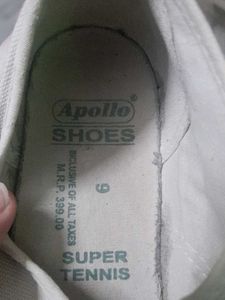 Apollo
SHOES
9
INCLUSIVE OF ALL TAXES
M.R.P. 399.00
SUPER
TENNIS